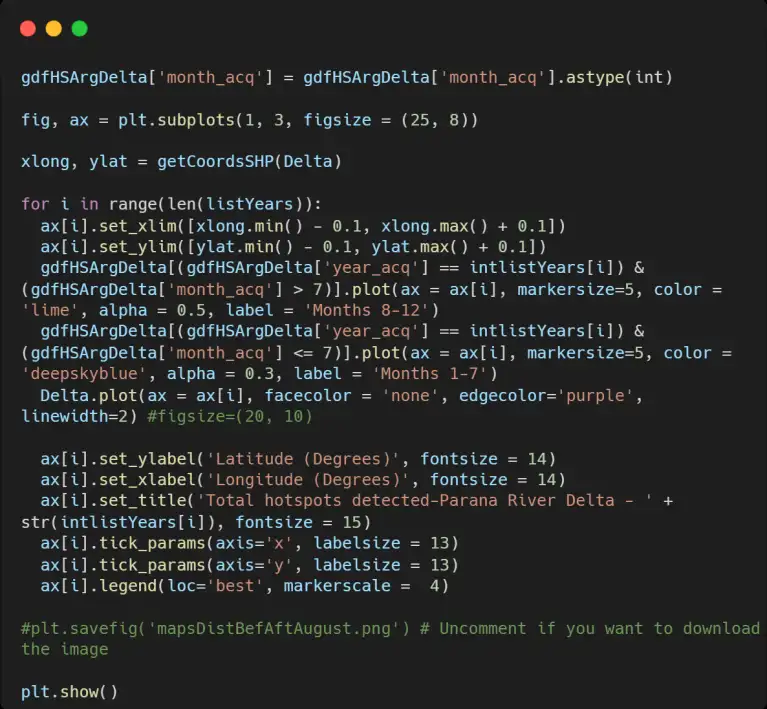 gdfHSArgDelta['month_acq'] = gdfHSArgDelta['month_acq'].astype(int)
fig, ax = plt.subplots(1, 3, figsize = (25, 8))
xlong, ylat = getCoordsSHP(Delta)
for i in range(len(listYears)):
  ax[i].set_xlim([xlong.min() - 0.1, xlong.max() + 0.1])
  ax[i].set_ylim([ylat.min() - 0.1, ylat.max() + 0.1])
  gdfHSArgDelta[(gdfHSArgDelta['year_acq'] == intlistYears[i]) &
(gdfHSArgDelta['month_acq'] > 7)].plot(ax = ax[i], markersize=5, color =
'lime', alpha = 0.5, label = 'Months 8-12')
  gdfHSArgDelta[(gdfHSArgDelta['year_acq'] == intlistYears[i]) &
(gdfHSArgDelta['month_acq'] <= 7)].plot(ax = ax[i], markersize=5, color =
'deepskyblue', alpha = 0.3, label = 'Months 1-7')
  Delta.plot(ax = ax[i], facecolor = 'none', edgecolor='purple',
linewidth=2) #figsize=(20, 10)
  ax[i].set_ylabel('Latitude (Degrees)', fontsize = 14)
  ax[i].set_xlabel('Longitude (Degrees)', fontsize = 14)
  ax[i].set_title('Total hotspots detected-Parana River Delta - ' +
str(intlistYears[i]), fontsize = 15)
  ax[i].tick_params(axis='x', labelsize = 13)
  ax[i].tick_params(axis='y', labelsize = 13)
  ax[i].legend(loc='best', markerscale =  4)
#plt.savefig('mapsDistBefAftAugust.png') # Uncomment if you want to download
the image
plt.show()